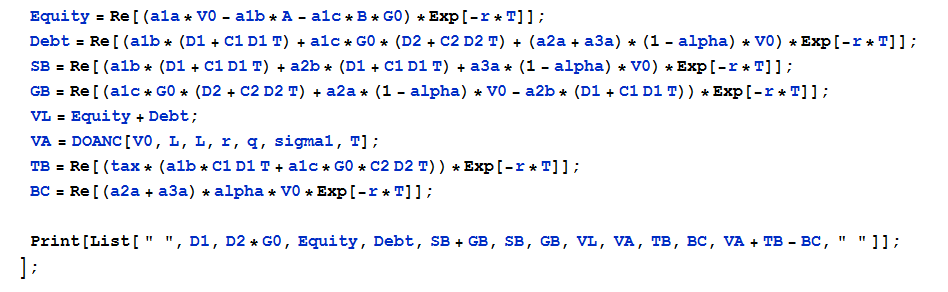 Equity = Re[(a1a * V0 - a1b * A - a1c * B * G0) * Exp[-r * T]];
Debt = Re[(a1b * (D1 + C1 D1 T) + a1c * G0 * (D2 + C2 D2 T) + (a2a + a3a) * (1 - alpha) * V0) * Exp[-r * T]];
SB = Re[(a1b * (D1 + C1 D1 T) + a2b * (D1 + C1 D1 T) + a3a * (1 - alpha) * V0) * Exp[-r * T]];
GB = Re[(a1c * G0 * (D2 + C2 D2 T) + a2a * (1 - alpha) * V0 - a2b * (D1 + C1 D1 T)) * Exp[-r * T]];
VL = Equity + Debt;
VA = DOANC[V0, L, L, r, q, sigma1, T];
TB = Re[(tax * (a1b * C1 D1 T + a1c * G0 * C2 D2 T)) * Exp[-r * T]];
BC = Re[(a2a + a3a) * alpha * V0 * Exp[-r * T]];
Print[List[" ", D1, D2 * G0, Equity, Debt, SB + GB, SB, GB, VL, VA, TB, BC, VA + TB - BC, " "]];
];